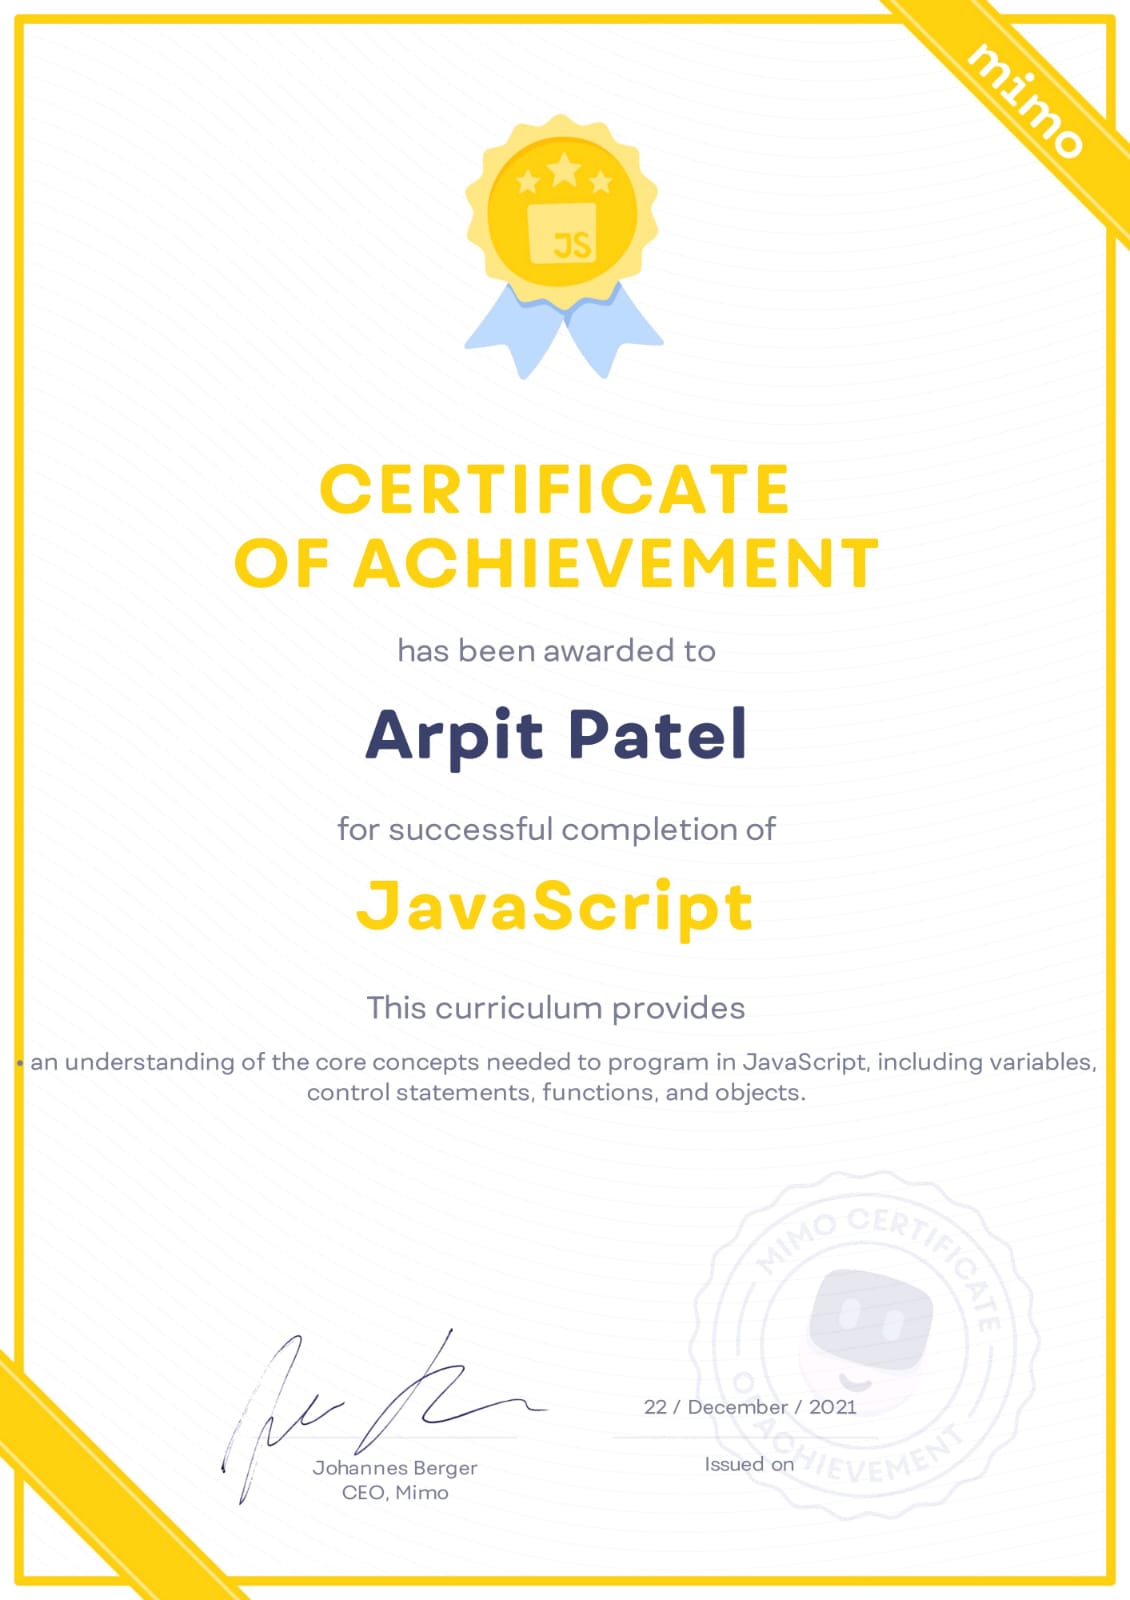 mimo
JS
CERTIFICATE
OF ACHIEVEMENT
has been awarded to
Arpit Patel
for successful completion of
JavaScript
This curriculum provides
• an understanding of the core concepts needed to program in JavaScript, including variables,
control statements, functions, and objects.
MIMO CERTIFICATE
OF ACHIEVEMENT
22 / December / 2021
Johannes Berger
Issued on
CEO, Mimo